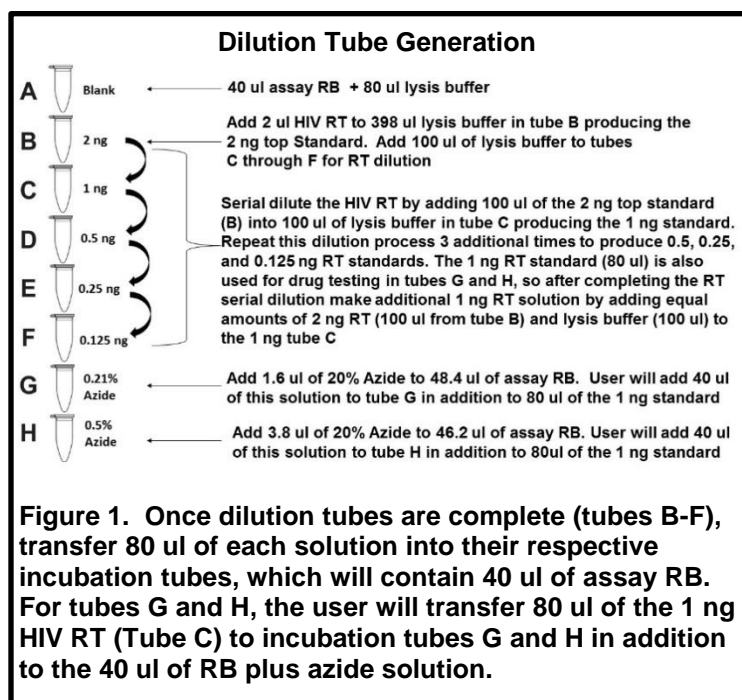 Dilution Tube Generation
A Blank 40 ul assay RB + 80 ul lysis buffer
B 2 ng Add 2 ul HIV RT to 398 ul lysis buffer in tube B producing the
2 ng top Standard. Add 100 ul of lysis buffer to tubes
C through F for RT dilution
C 1 ng
D 0.5 ng
E 0.25 ng
F 0.125 ng
Serial dilute the HIV RT by adding 100 ul of the 2 ng top standard
(B) into 100 ul of lysis buffer in tube C producing the 1 ng standard.
Repeat this dilution process 3 additional times to produce 0.5, 0.25,
and 0.125 ng RT standards. The 1 ng RT standard (80 ul) is also
used for drug testing in tubes G and H, so after completing the RT
serial dilution make additional 1 ng RT solution by adding equal
amounts of 2 ng RT (100 ul from tube B) and lysis buffer (100 ul) to
the 1 ng tube C
G 0.21%
Azide
Add 1.6 ul of 20% Azide to 48.4 ul of assay RB. User will add 40 ul
of this solution to tube G in addition to 80 ul of the 1 ng standard
H 0.5%
Azide
Add 3.8 ul of 20% Azide to 46.2 ul of assay RB. User will add 40 ul
of this solution to tube H in addition to 80ul of the 1 ng standard
Figure 1. Once dilution tubes are complete (tubes B-F),
transfer 80 ul of each solution into their respective
incubation tubes, which will contain 40 ul of assay RB.
For tubes G and H, the user will transfer 80 ul of the 1 ng
HIV RT (Tube C) to incubation tubes G and H in addition
to the 40 ul of RB plus azide solution.